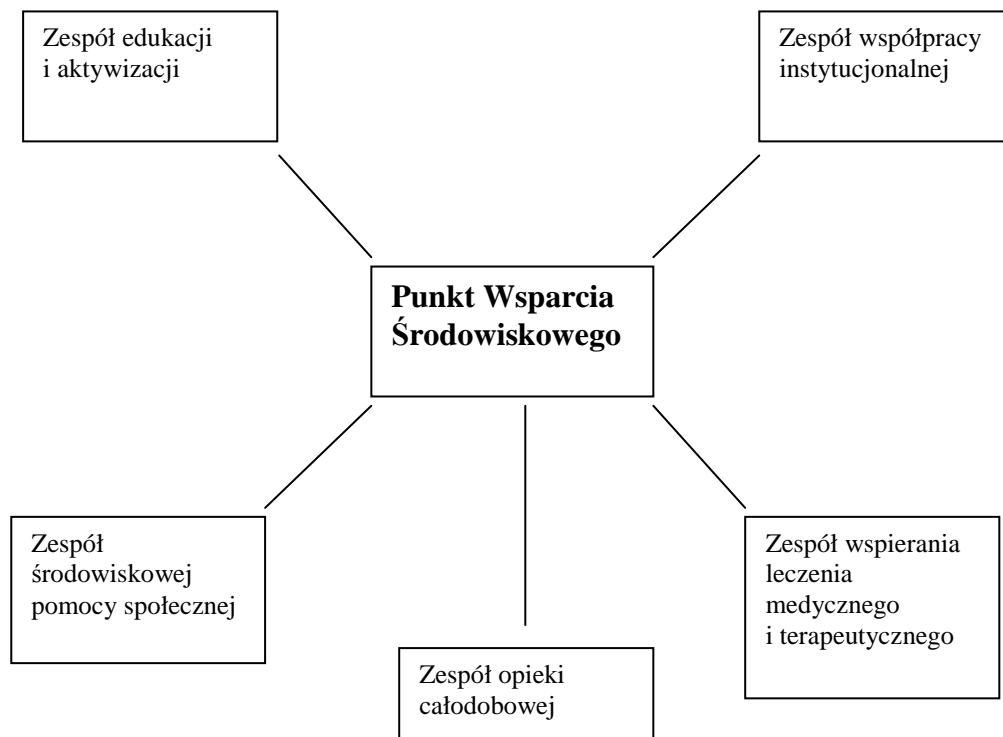 Zespół edukacji
i aktywizacji
Zespół współpracy
instytucjonalnej
Punkt Wsparcia
Środowiskowego
Zespół
środowiskowej
pomocy społecznej
Zespół opieki
całodobowej
Zespół wspierania
leczenia
medycznego
i terapeutycznego